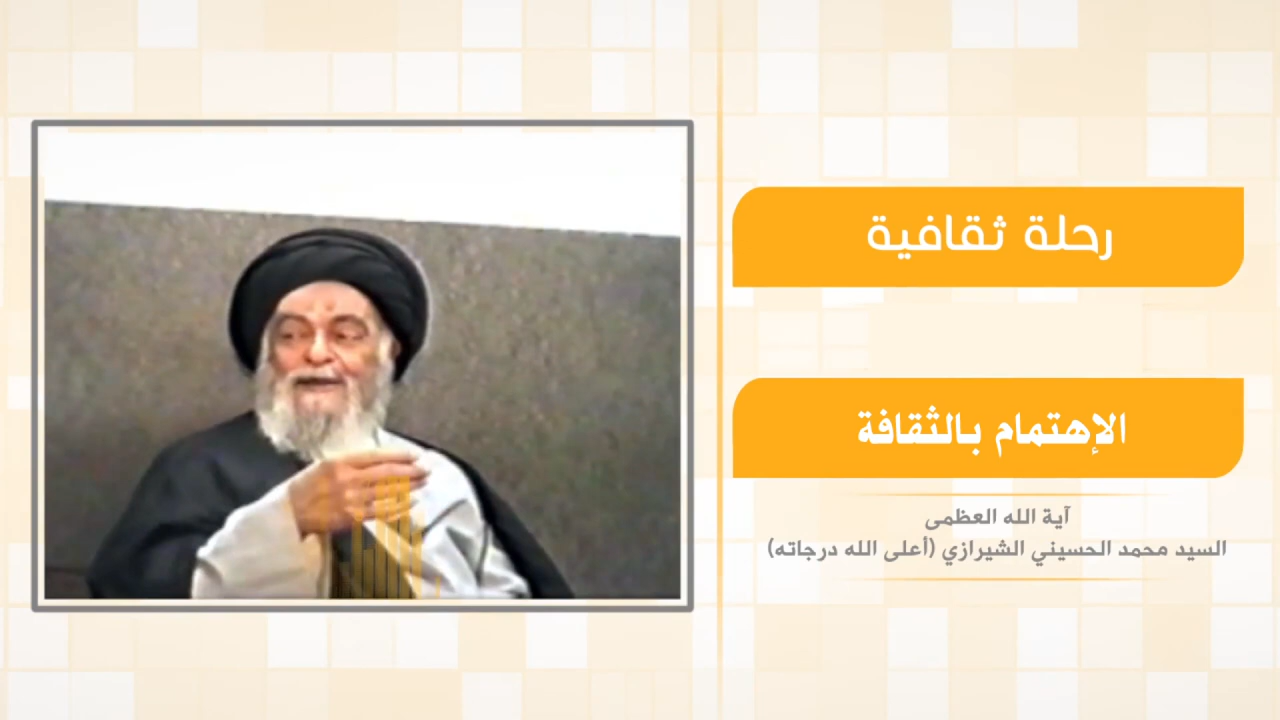 رحلة ثقافية
الإهتمام بالثقافة
آية الله العظمى
السيد محمد الحسيني الشيرازي (أعلى الله درجاته)